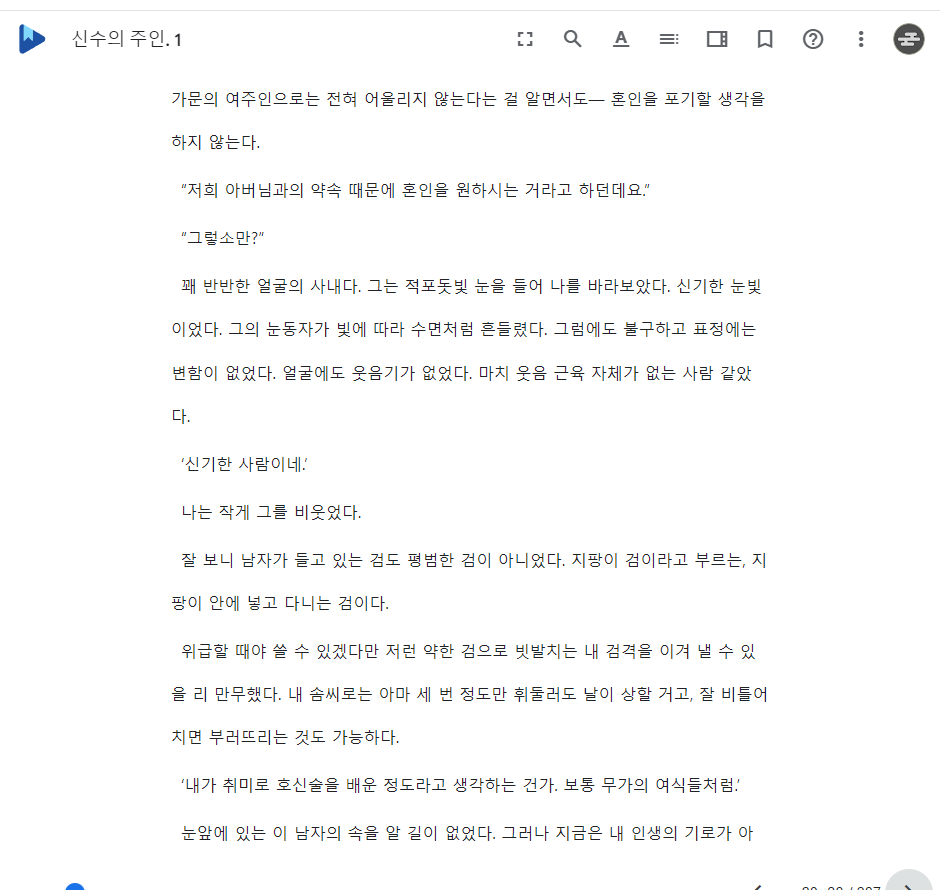 신수의 주인. 1
가문의 여주인으로는 전혀 어울리지 않는다는 걸 알면서도— 혼인을 포기할 생각을
하지 않는다.
“저희 아버님과의 약속 때문에 혼인을 원하시는 거라고 하던데요.”
“그렇소만?”
꽤 반반한 얼굴의 사내다. 그는 적포돗빛 눈을 들어 나를 바라보았다. 신기한 눈빛
이었다. 그의 눈동자가 빛에 따라 수면처럼 흔들렸다. 그럼에도 불구하고 표정에는
변함이 없었다. 얼굴에도 웃음기가 없었다. 마치 웃음 근육 자체가 없는 사람 같았
다.
‘신기한 사람이네.’
나는 작게 그를 비웃었다.
잘 보니 남자가 들고 있는 검도 평범한 검이 아니었다. 지팡이 검이라고 부르는, 지
팡이 안에 넣고 다니는 검이다.
위급할 때야 쓸 수 있겠다만 저런 약한 검으로 빗발치는 내 검격을 이겨 낼 수 있
을 리 만무했다. 내 솜씨로는 아마 세 번 정도만 휘둘러도 날이 상할 거고, 잘 비틀어
치면 부러뜨리는 것도 가능하다.
‘내가 취미로 호신술을 배운 정도라고 생각하는 건가. 보통 무가의 여식들처럼.’
눈앞에 있는 이 남자의 속을 알 길이 없었다. 그러나 지금은 내 인생의 기로가 아